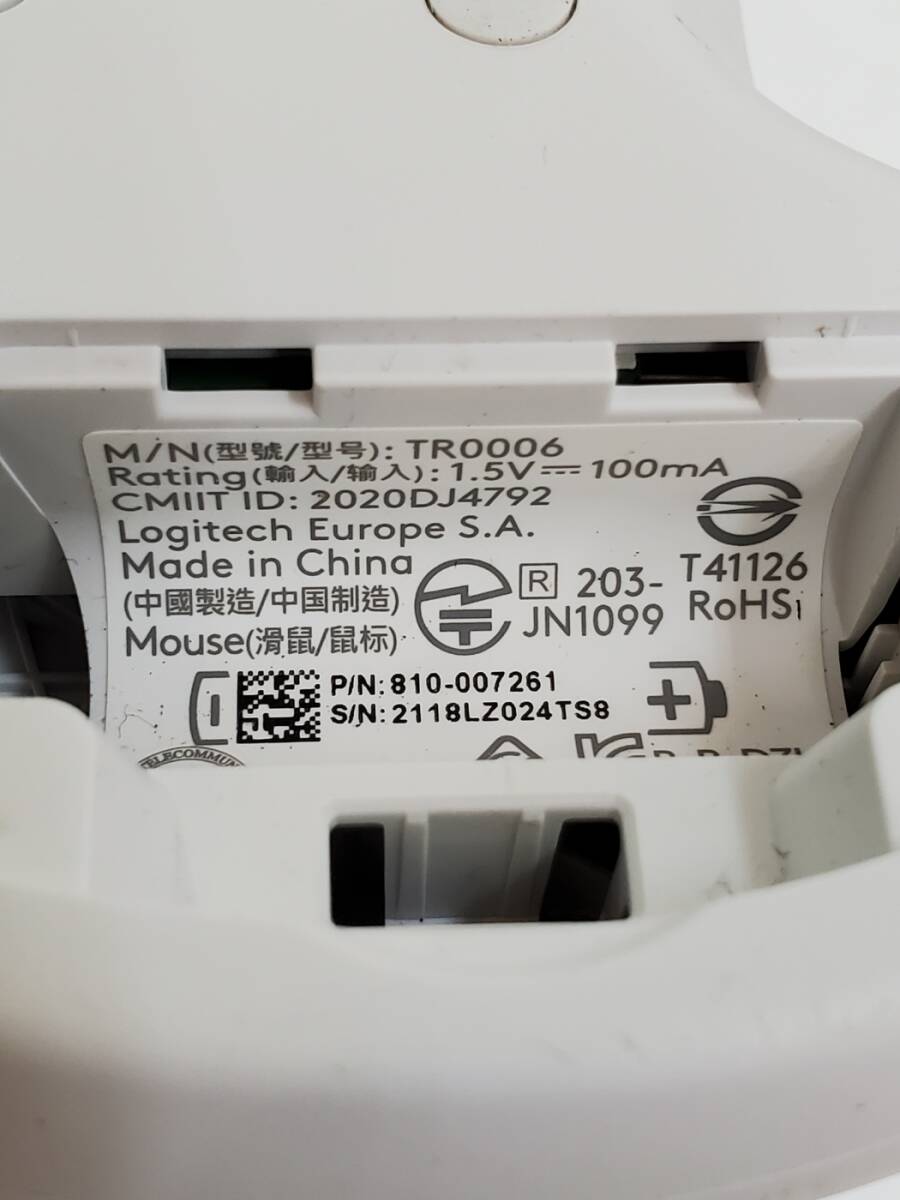 M/N(型號/型号): TR0006
Rating(輸入/输入): 1.5V⎓100mA
CMIIT ID: 2020DJ4792
Logitech Europe S.A.
Made in China
(中國製造/中国制造)
Mouse(滑鼠/鼠标)
R 203-
JN1099
T41126
RoHS
P/N: 810-007261
S/N: 2118LZ024TS8
- +